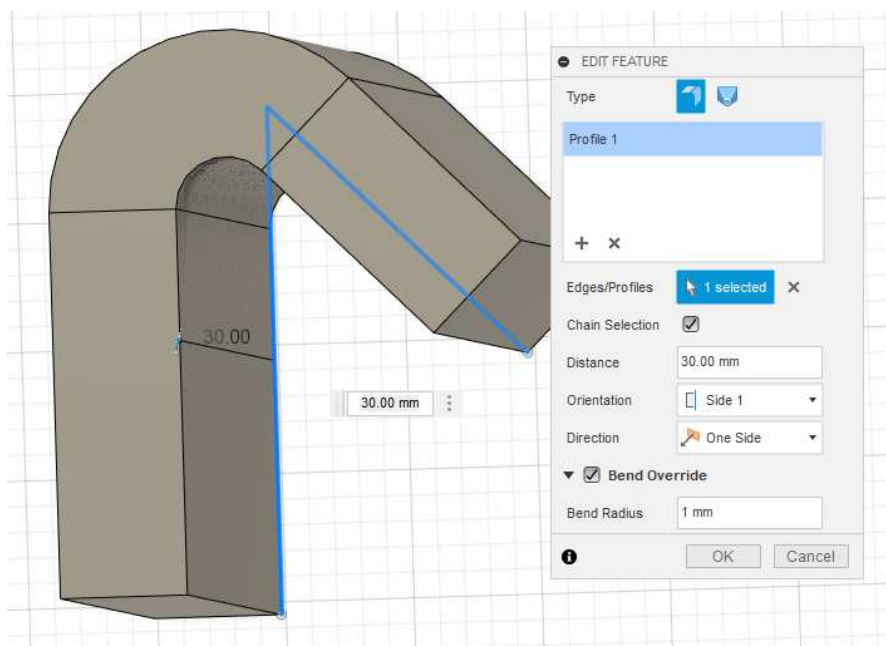 EDIT FEATURE
Type
Profile 1
Edges/Profiles 1 selected
Chain Selection
Distance 30.00 mm
Orientation Side 1
Direction One Side
Bend Override
Bend Radius 1 mm
OK Cancel
30.00
30.00 mm